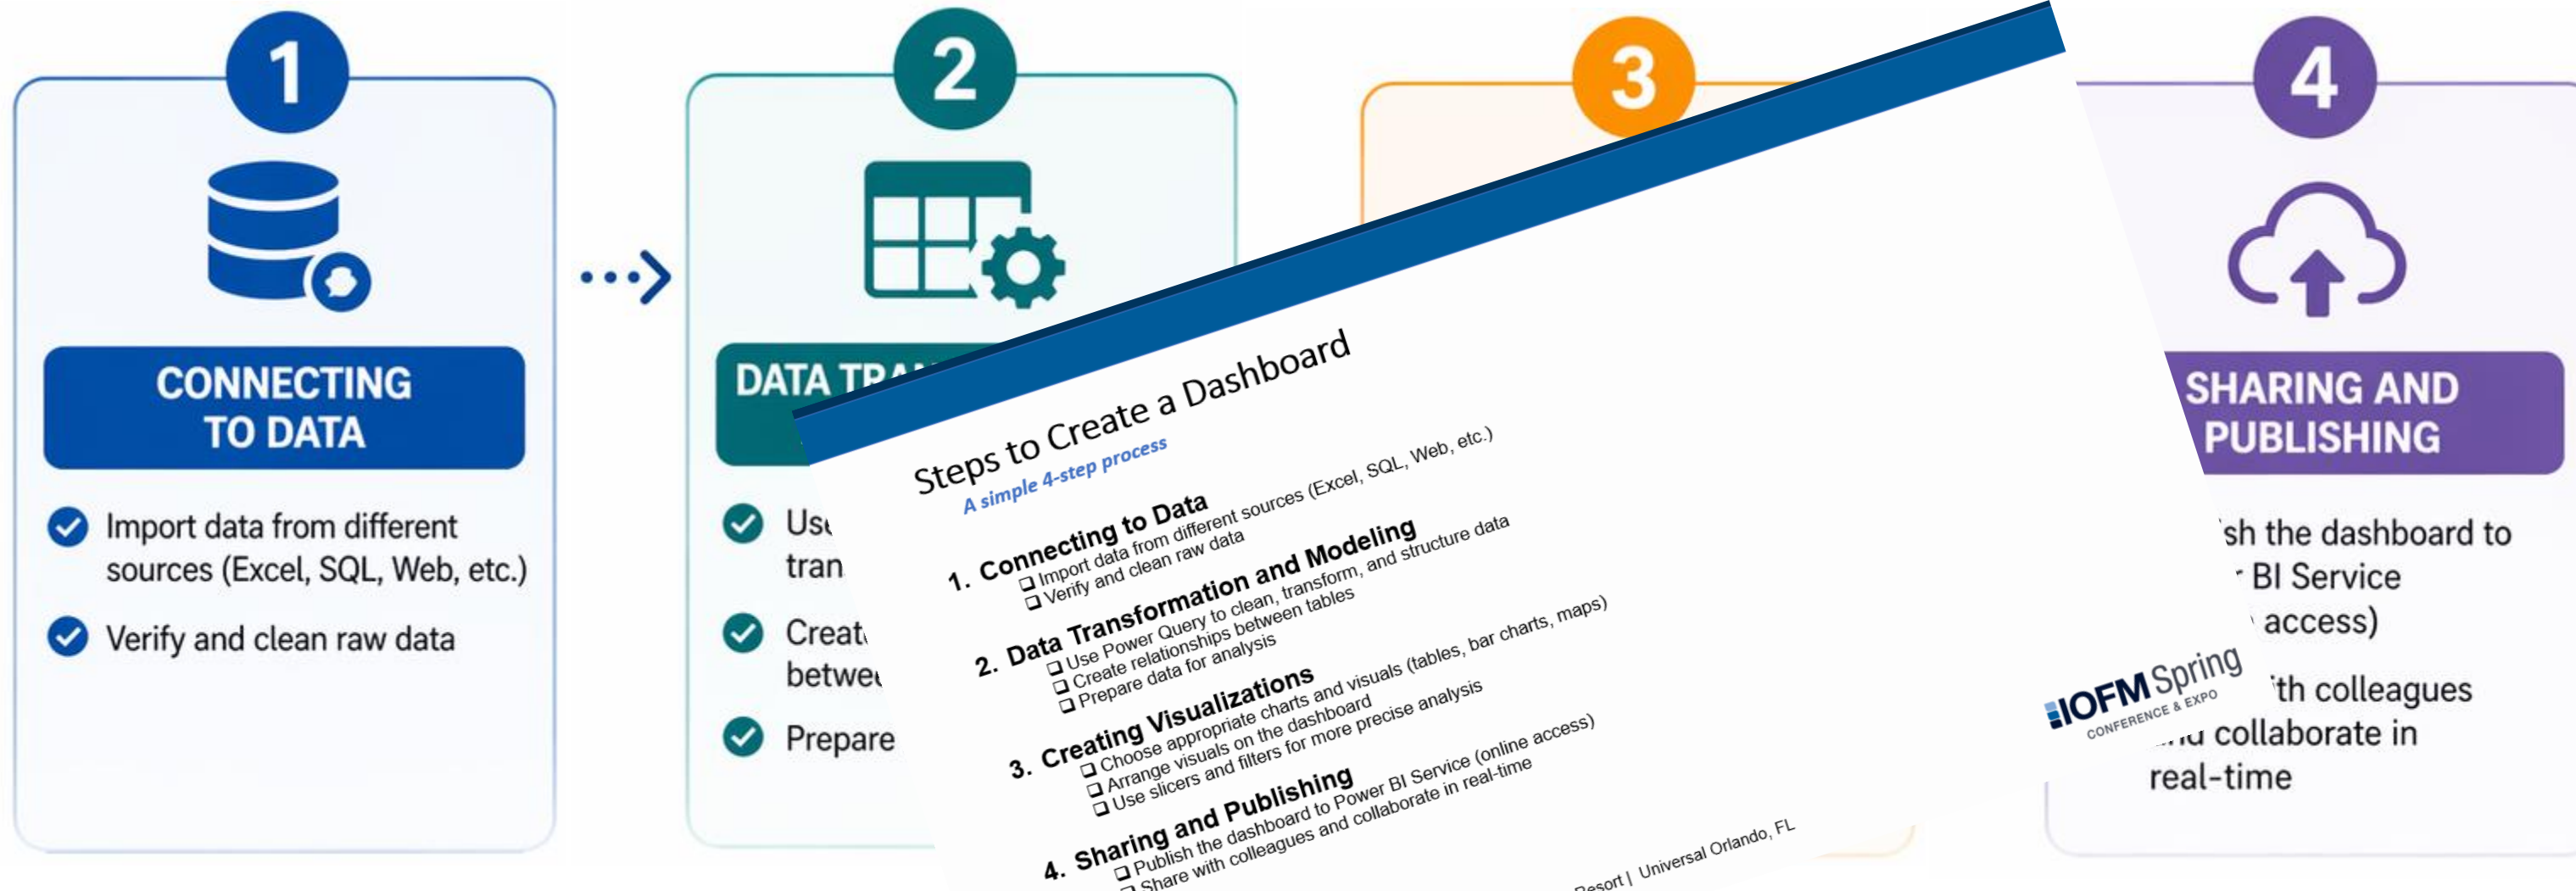 1
CONNECTING
TO DATA
Import data from different
sources (Excel, SQL, Web, etc.)
Verify and clean raw data
2
DATA
Prepare
3
4
SHARING AND
PUBLISHING
the dashboard to
BI Service
access)
colleagues
collaborate in
real-time
Steps to Create a Dashboard
A simple 4-step process
1. Connecting to Data
❑ Import data from different sources (Excel, SQL, Web, etc.)
❑ Verify and clean raw data
2. Data Transformation and Modeling
❑ Use Power Query to clean, transform, and structure data
❑ Create relationships between tables
❑ Prepare data for analysis
3. Creating Visualizations
❑ Choose appropriate charts and visuals (tables, bar charts, maps)
❑ Arrange visuals on the dashboard
❑ Use slicers and filters for more precise analysis
4. Sharing and Publishing
❑ Publish the dashboard to Power BI Service (online access)
❑ Share with colleagues and collaborate in real-time
IOFM Spring
CONFERENCE & EXPO
Resort | Universal Orlando, FL